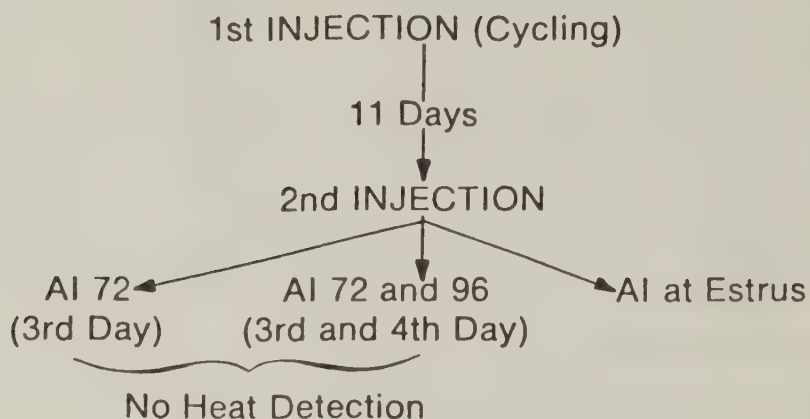 1st INJECTION (Cycling)
11 Days
2nd INJECTION
AI 72 AI 72 and 96 AI at Estrus
(3rd Day) (3rd and 4th Day)
No Heat Detection